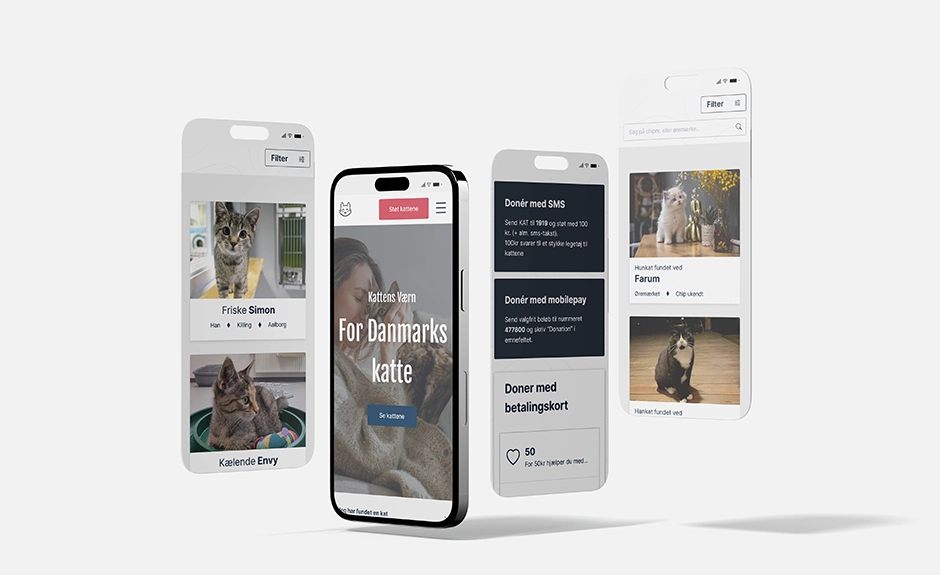 Filter
Friske Simon
Han Killing Aalborg
Kælende Envy
Støt kattene
Kattens Værn
For Danmarks
katte
Se kattene
Jeg har fundet en kat
Donér med SMS
Send KAT til 1919 og støt med 100
kr. (+ alm. sms-takst).
100kr svarer til et stykke legetøj til
kattene
Donér med mobilepay
Send valgfrit beløb til nummeret
477800 og skriv "Donation" i
emnefeltet.
Doner med
betalingskort
50
For 50kr hjælper du med...
Filter
Søg på chipnr. eller øremærke...
Hunkat fundet ved
Farum
Øremærket Chip ukendt
Hankat fundet ved